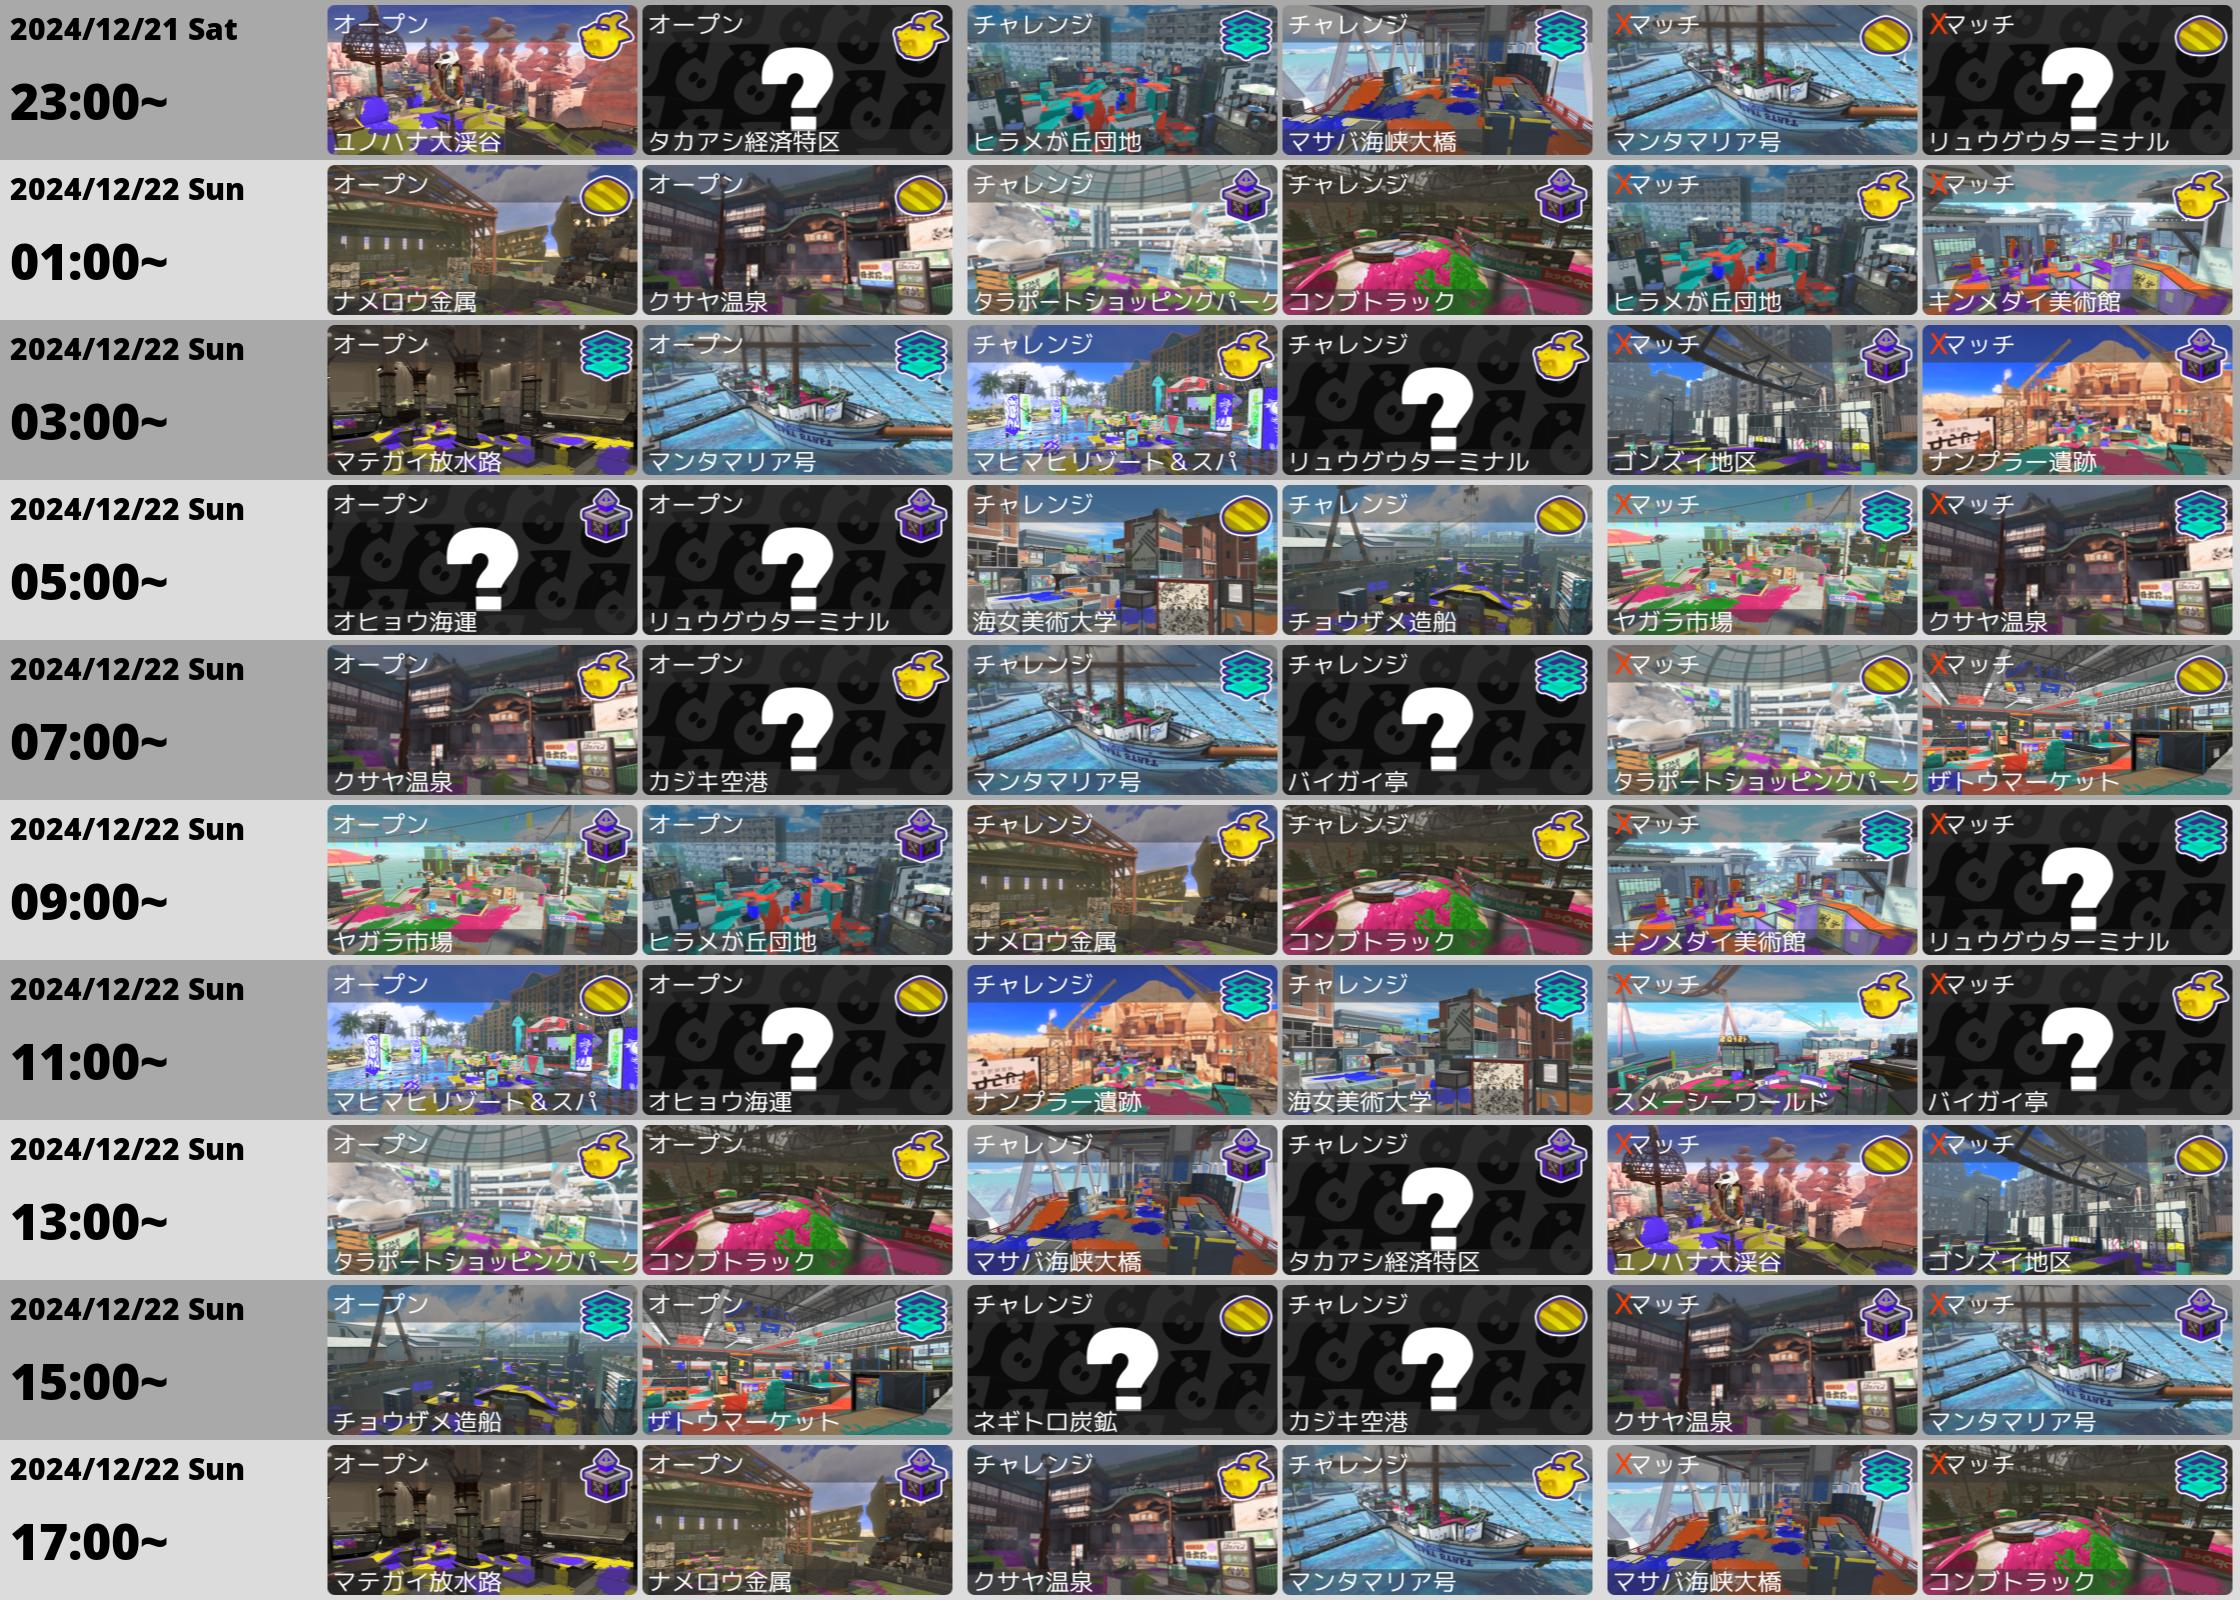 2024/12/21 Sat
23:00~
オープン
ユノハナ大渓谷
オープン
タカアシ経済特区
チャレンジ
ヒラメが丘団地
チャレンジ
マサバ海峡大橋
Xマッチ
マンタマリア号
Xマッチ
リュウグウターミナル
2024/12/22 Sun
01:00~
オープン
ナメロウ金属
オープン
クサヤ温泉
チャレンジ
タラポートショッピングパーク
チャレンジ
コンブトラック
Xマッチ
ヒラメが丘団地
Xマッチ
キンメダイ美術館
2024/12/22 Sun
03:00~
オープン
マテガイ放水路
オープン
マンタマリア号
チャレンジ
マヒマヒリゾート＆スパ
チャレンジ
リュウグウターミナル
Xマッチ
ゴンズイ地区
Xマッチ
ナンプラー遺跡
2024/12/22 Sun
05:00~
オープン
オヒョウ海運
オープン
リュウグウターミナル
チャレンジ
海女美術大学
チャレンジ
チョウザメ造船
Xマッチ
ヤガラ市場
Xマッチ
クサヤ温泉
2024/12/22 Sun
07:00~
オープン
クサヤ温泉
オープン
カジキ空港
チャレンジ
マンタマリア号
チャレンジ
バイガイ亭
Xマッチ
タラポートショッピングパーク
Xマッチ
ザトウマーケット
2024/12/22 Sun
09:00~
オープン
ヤガラ市場
オープン
ヒラメが丘団地
チャレンジ
ナメロウ金属
チャレンジ
コンブトラック
Xマッチ
キンメダイ美術館
Xマッチ
リュウグウターミナル
2024/12/22 Sun
11:00~
オープン
マヒマヒリゾート＆スパ
オープン
オヒョウ海運
チャレンジ
ナンプラー遺跡
チャレンジ
海女美術大学
Xマッチ
スメーシーワールド
Xマッチ
バイガイ亭
2024/12/22 Sun
13:00~
オープン
タラポートショッピングパーク
オープン
コンブトラック
チャレンジ
マサバ海峡大橋
チャレンジ
タカアシ経済特区
Xマッチ
ユノハナ大渓谷
Xマッチ
ゴンズイ地区
2024/12/22 Sun
15:00~
オープン
チョウザメ造船
オープン
ザトウマーケット
チャレンジ
ネギトロ炭鉱
チャレンジ
カジキ空港
Xマッチ
クサヤ温泉
Xマッチ
マンタマリア号
2024/12/22 Sun
17:00~
オープン
マテガイ放水路
オープン
ナメロウ金属
チャレンジ
クサヤ温泉
チャレンジ
マンタマリア号
Xマッチ
マサバ海峡大橋
Xマッチ
コンブトラック